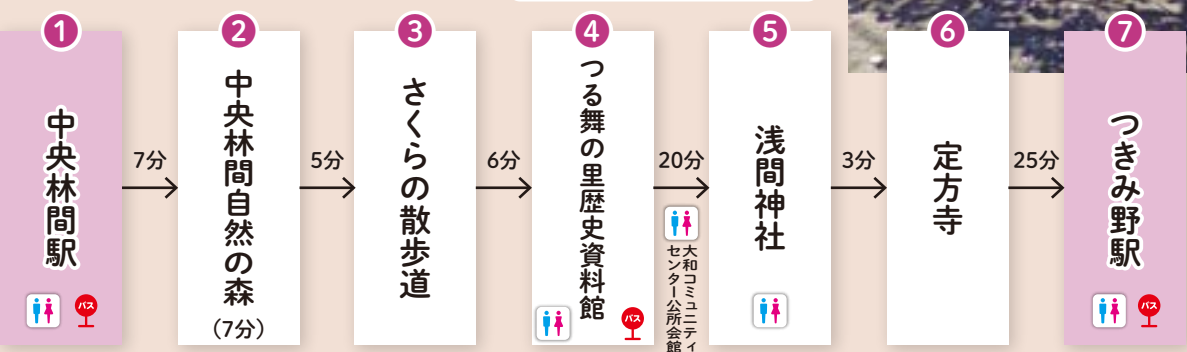 1
中央林間駅
バス
7分
2
中央林間自然の森
（7分）
5分
3
さくらの散歩道
6分
4
つる舞の里歴史資料館
バス
20分
大和コミュニティ
センター公所会館
5
浅間神社
3分
6
定方寺
25分
7
つきみ野駅
バス